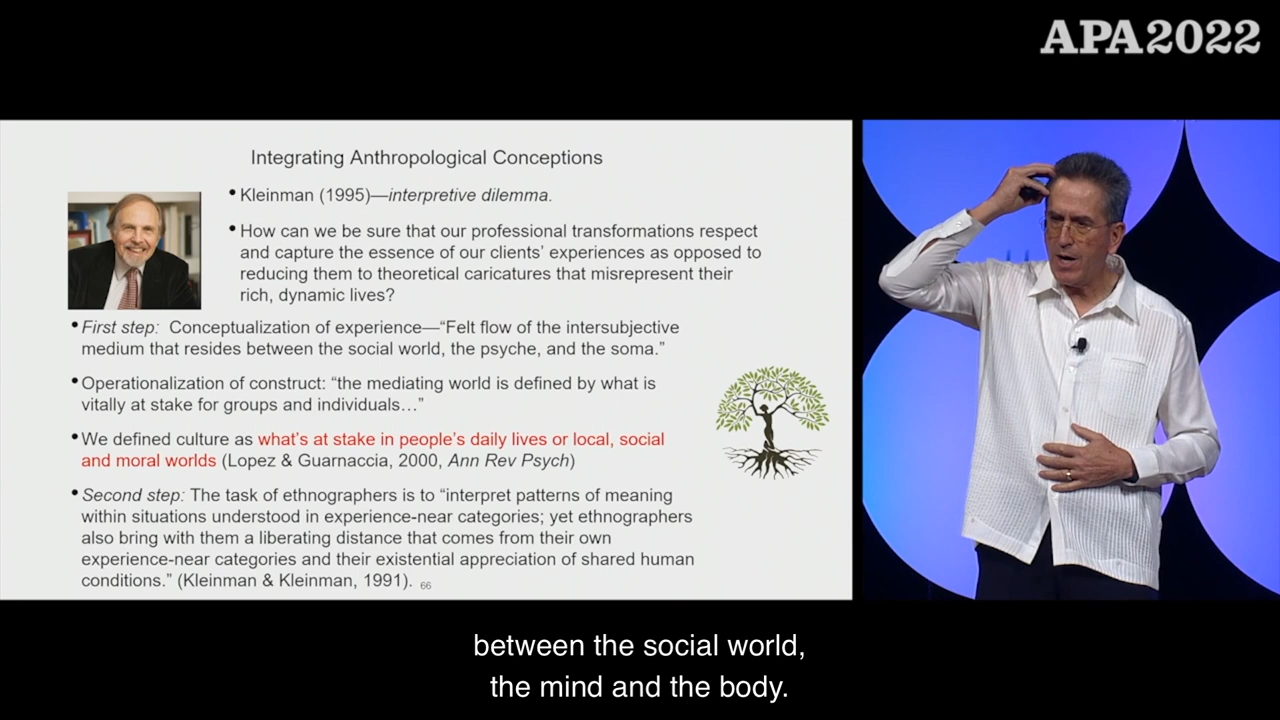 APA2022
Integrating Anthropological Conceptions
• Kleinman (1995)—interpretive dilemma.
• How can we be sure that our professional transformations respect
and capture the essence of our clients' experiences as opposed to
reducing them to theoretical caricatures that misrepresent their
rich, dynamic lives?
• First step: Conceptualization of experience—“Felt flow of the intersubjective
medium that resides between the social world, the psyche, and the soma.”
• Operationalization of construct: “the mediating world is defined by what is
vitally at stake for groups and individuals…”
• We defined culture as what's at stake in people's daily lives or local, social
and moral worlds (Lopez & Guarnaccia, 2000, Ann Rev Psych)
• Second step: The task of ethnographers is to “interpret patterns of meaning
within situations understood in experience-near categories; yet ethnographers
also bring with them a liberating distance that comes from their own
experience-near categories and their existential appreciation of shared human
conditions.” (Kleinman & Kleinman, 1991). 66
between the social world,
the mind and the body.